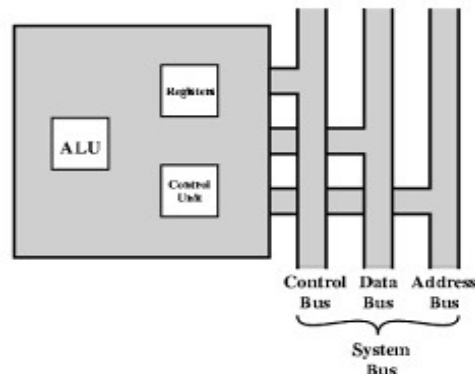 Registers
ALU
Control
Unit
Control Data Address
Bus Bus Bus
System
Bus